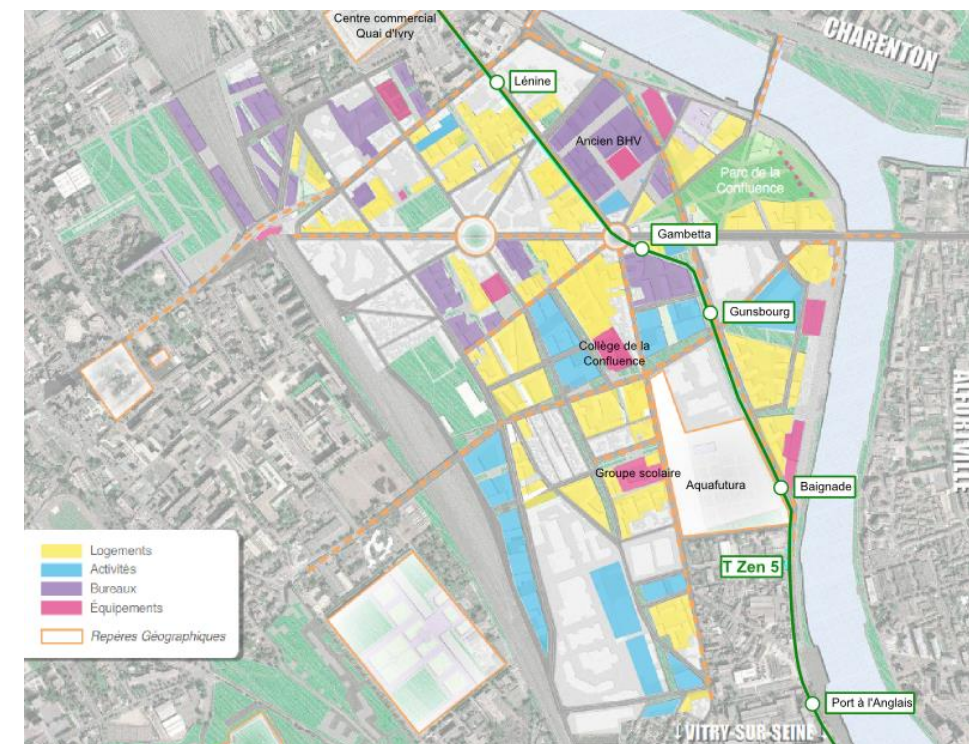 Centre commercial
Quai d'Ivry
CHARENTON
Lénine
Ancien BHV
Parc de la
Confluence
Gambetta
Gunsbourg
Collège de la
Confluence
ALFORTVILLE
Groupe scolaire
Aquafutura
Baignade
T Zen 5
Logements
Activités
Bureaux
Équipements
Repères Géographiques
Port à l'Anglais
VITRY-SUR-SEINE